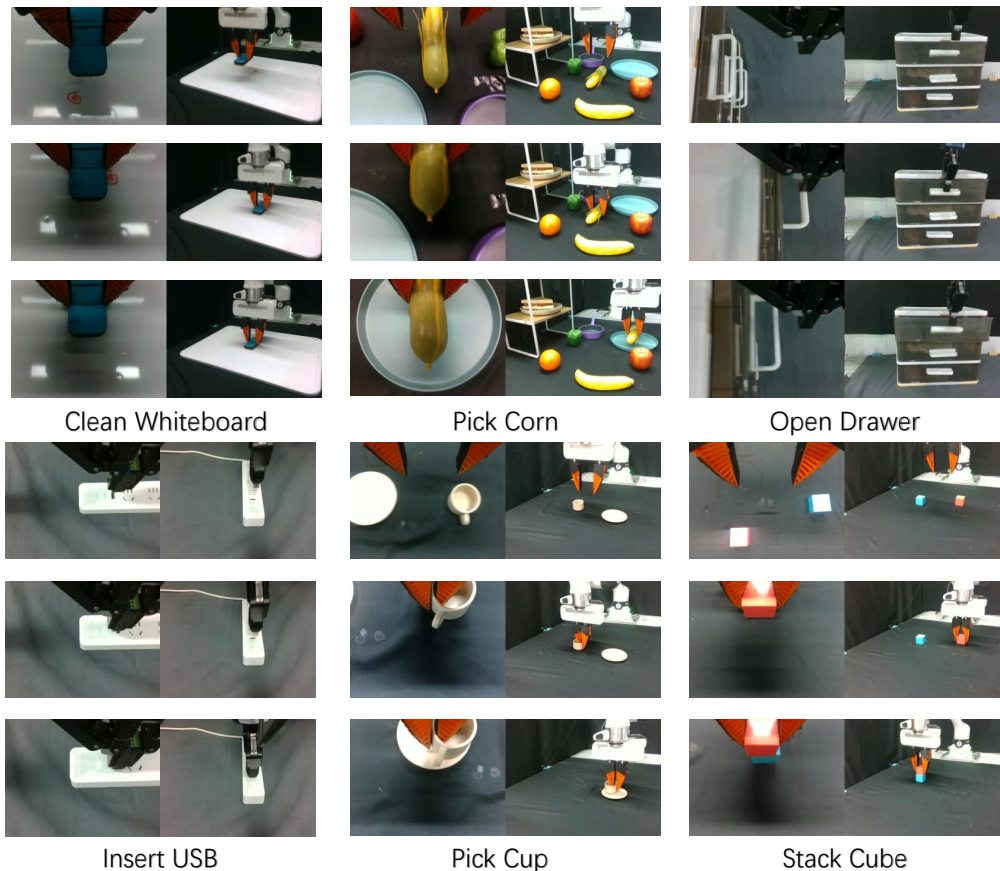 Clean Whiteboard
Pick Corn
Open Drawer
Insert USB
Pick Cup
Stack Cube